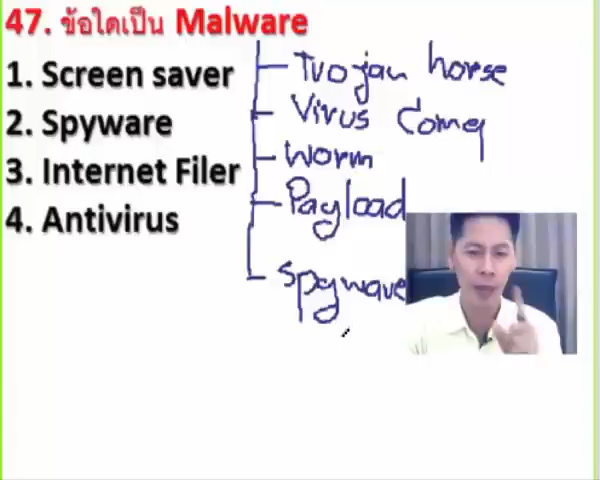 47. ข้อใดเป็น Malware
1. Screen saver
2. Spyware
3. Internet Filer
4. Antivirus
Trojan horse
Virus Com
Worm
Payload
Spyware